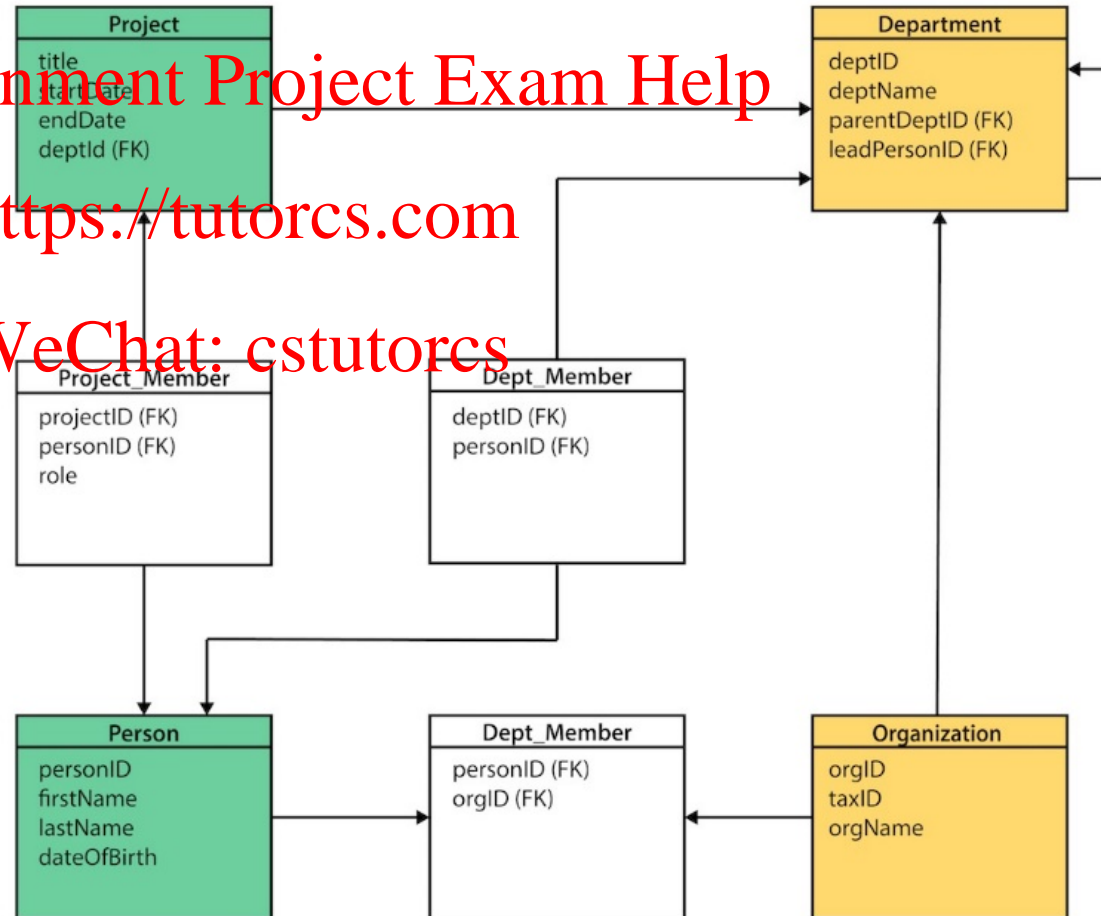 Project
title
startDate
endDate
deptId (FK)
Department
deptID
deptName
parentDeptID (FK)
leadPersonID (FK)
nment Project Exam Help
ttps://tutorcs.com
WeChat: cstutorcs
Project_Member
projectID (FK)
personID (FK)
role
Dept_Member
deptID (FK)
personID (FK)
Person
personID
firstName
lastName
dateOfBirth
Dept_Member
personID (FK)
orgID (FK)
Organization
orgID
taxID
orgName